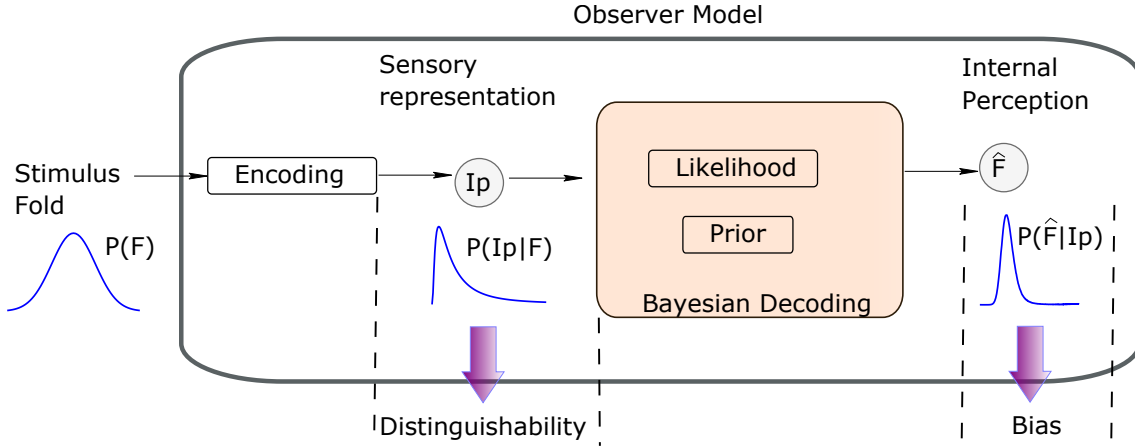 Observer Model
Sensory
representation
Internal
Perception
Stimulus
Fold
Encoding
Ip
Likelihood
Prior
Bayesian Decoding
F̂
P(F)
P(Ip|F)
P(F̂|Ip)
Distinguishability
Bias